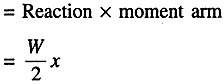 = Reaction × moment arm
= W/2 x